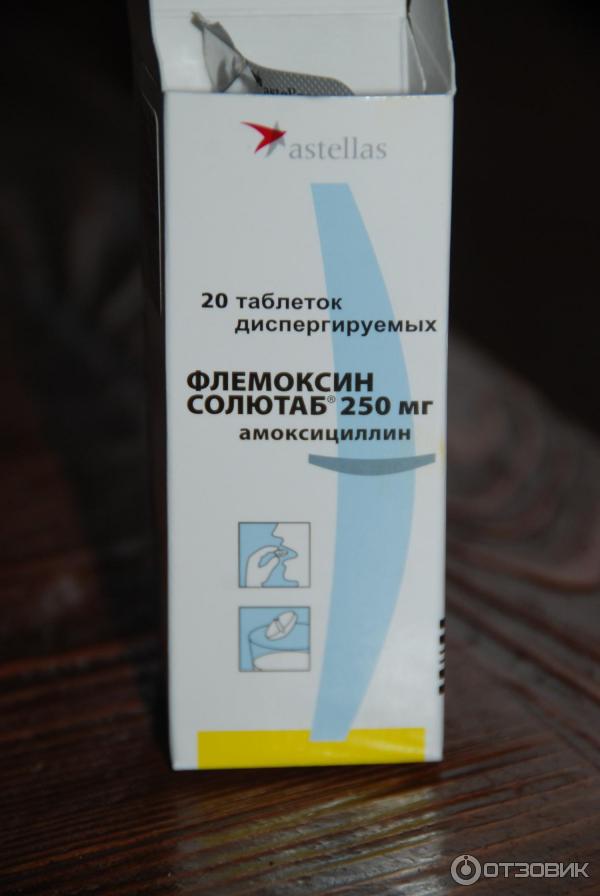 astellas
20 таблеток
диспергируемых
ФЛЕМОКСИН
СОЛЮТАБ® 250 мг
амоксициллин
ОТЗОВИК